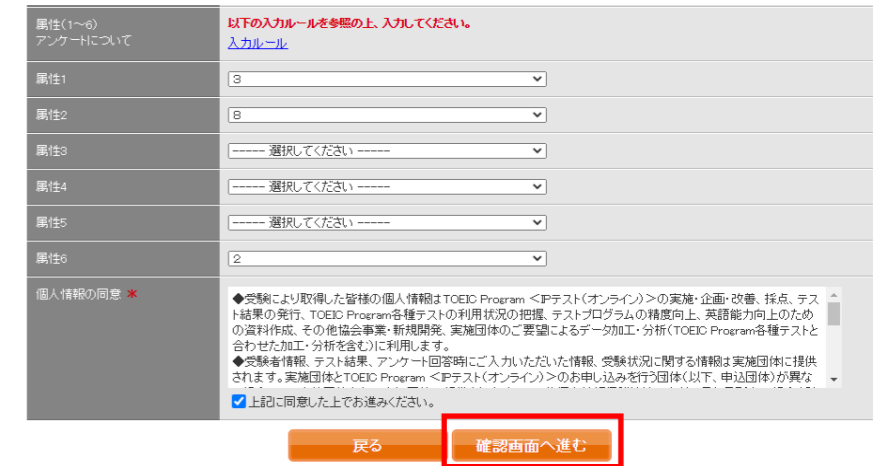 属性(1～6)
アンケートについて
以下の入力ルールを参照の上、入力してください。
入力ルール
属性1
3
属性2
8
属性3
----- 選択してください -----
属性4
----- 選択してください -----
属性5
----- 選択してください -----
属性6
2
個人情報の同意 *
◆受験により取得した皆様の個人情報はTOEIC Program <IPテスト(オンライン)>の実施・企画・改善、採点、テス
ト結果の発行、TOEIC Program各種テストの利用状況の把握、テストプログラムの精度向上、英語能力向上のため
の資料作成、その他協会事業・新規開発、実施団体のご要望によるデータ加工・分析(TOEIC Program各種テストと
合わせた加工・分析を含む)に利用します。
◆受験者情報、テスト結果、アンケート回答時にご入力いただいた情報、受験状況に関する情報は実施団体に提供
されます。実施団体とTOEIC Program <IPテスト(オンライン)>のお申し込みを行う団体(以下、申込団体)が異な
上記に同意した上でお進みください。
戻る
確認画面へ進む